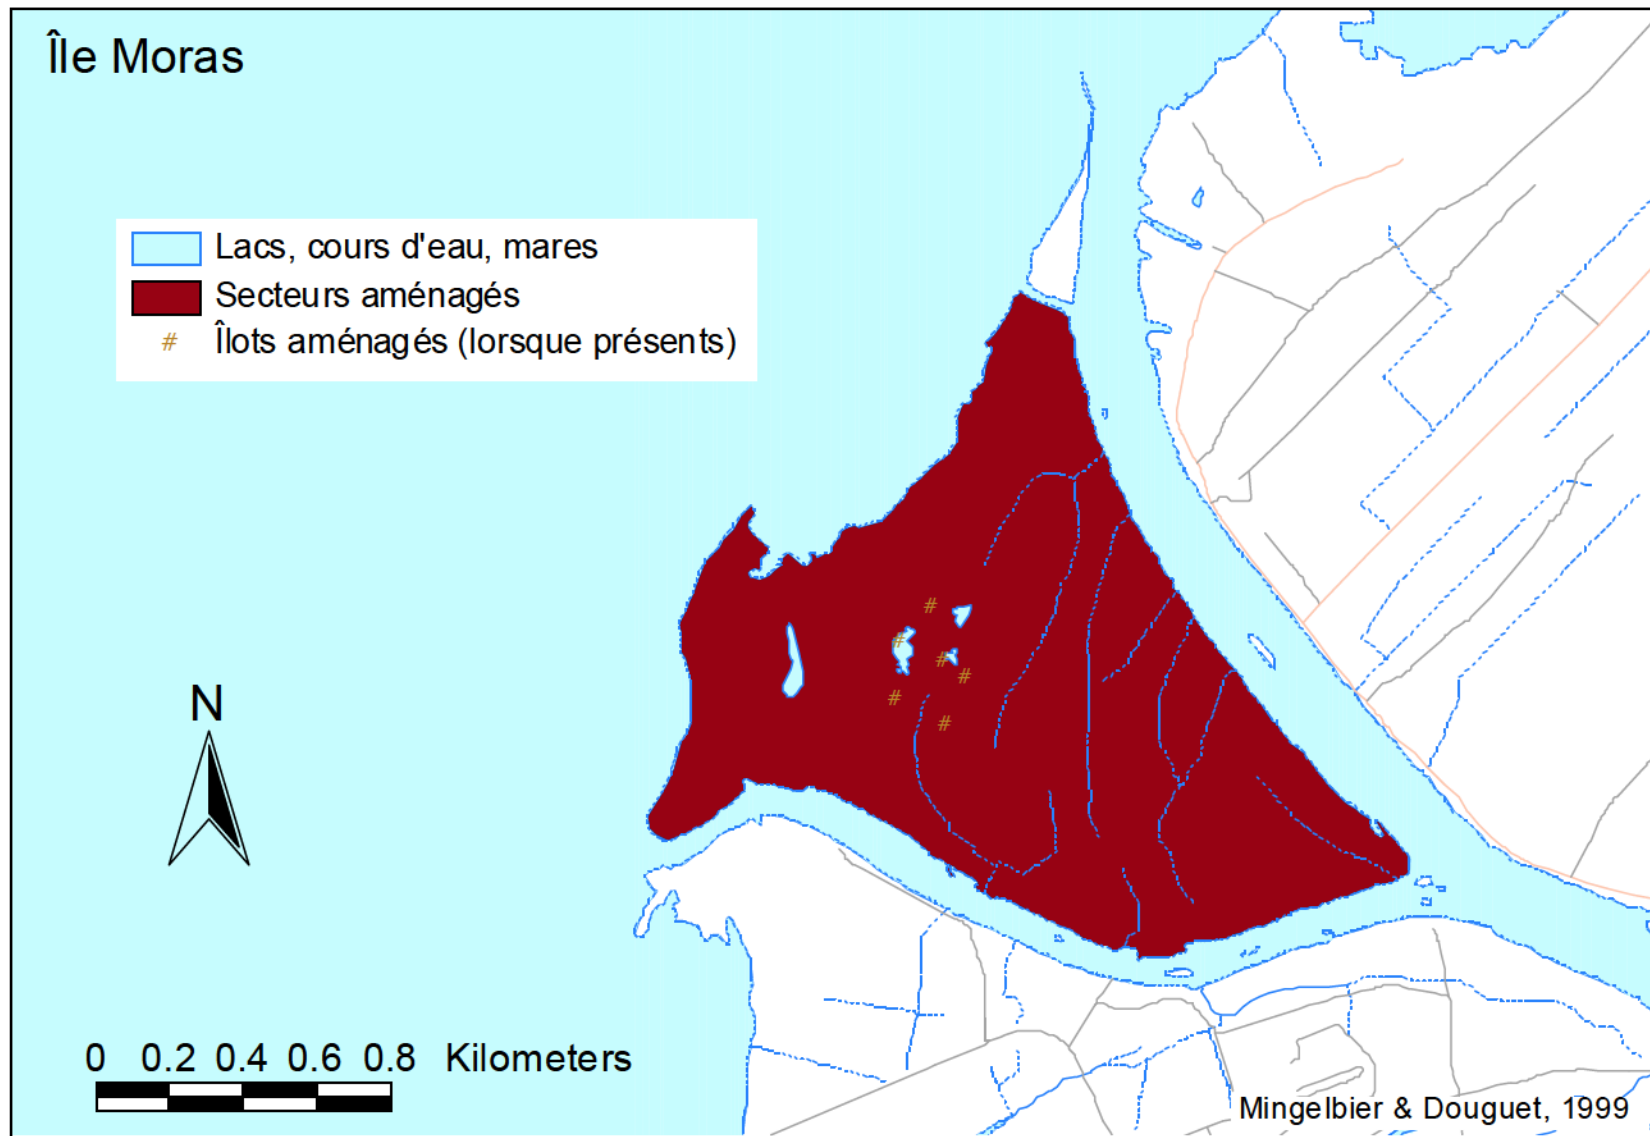 Île Moras
Lacs, cours d'eau, mares
Secteurs aménagés
# Îlots aménagés (lorsque présents)
#
#
#
#
#
#
N
0 0.2 0.4 0.6 0.8 Kilometers
Mingelbier & Douguet, 1999